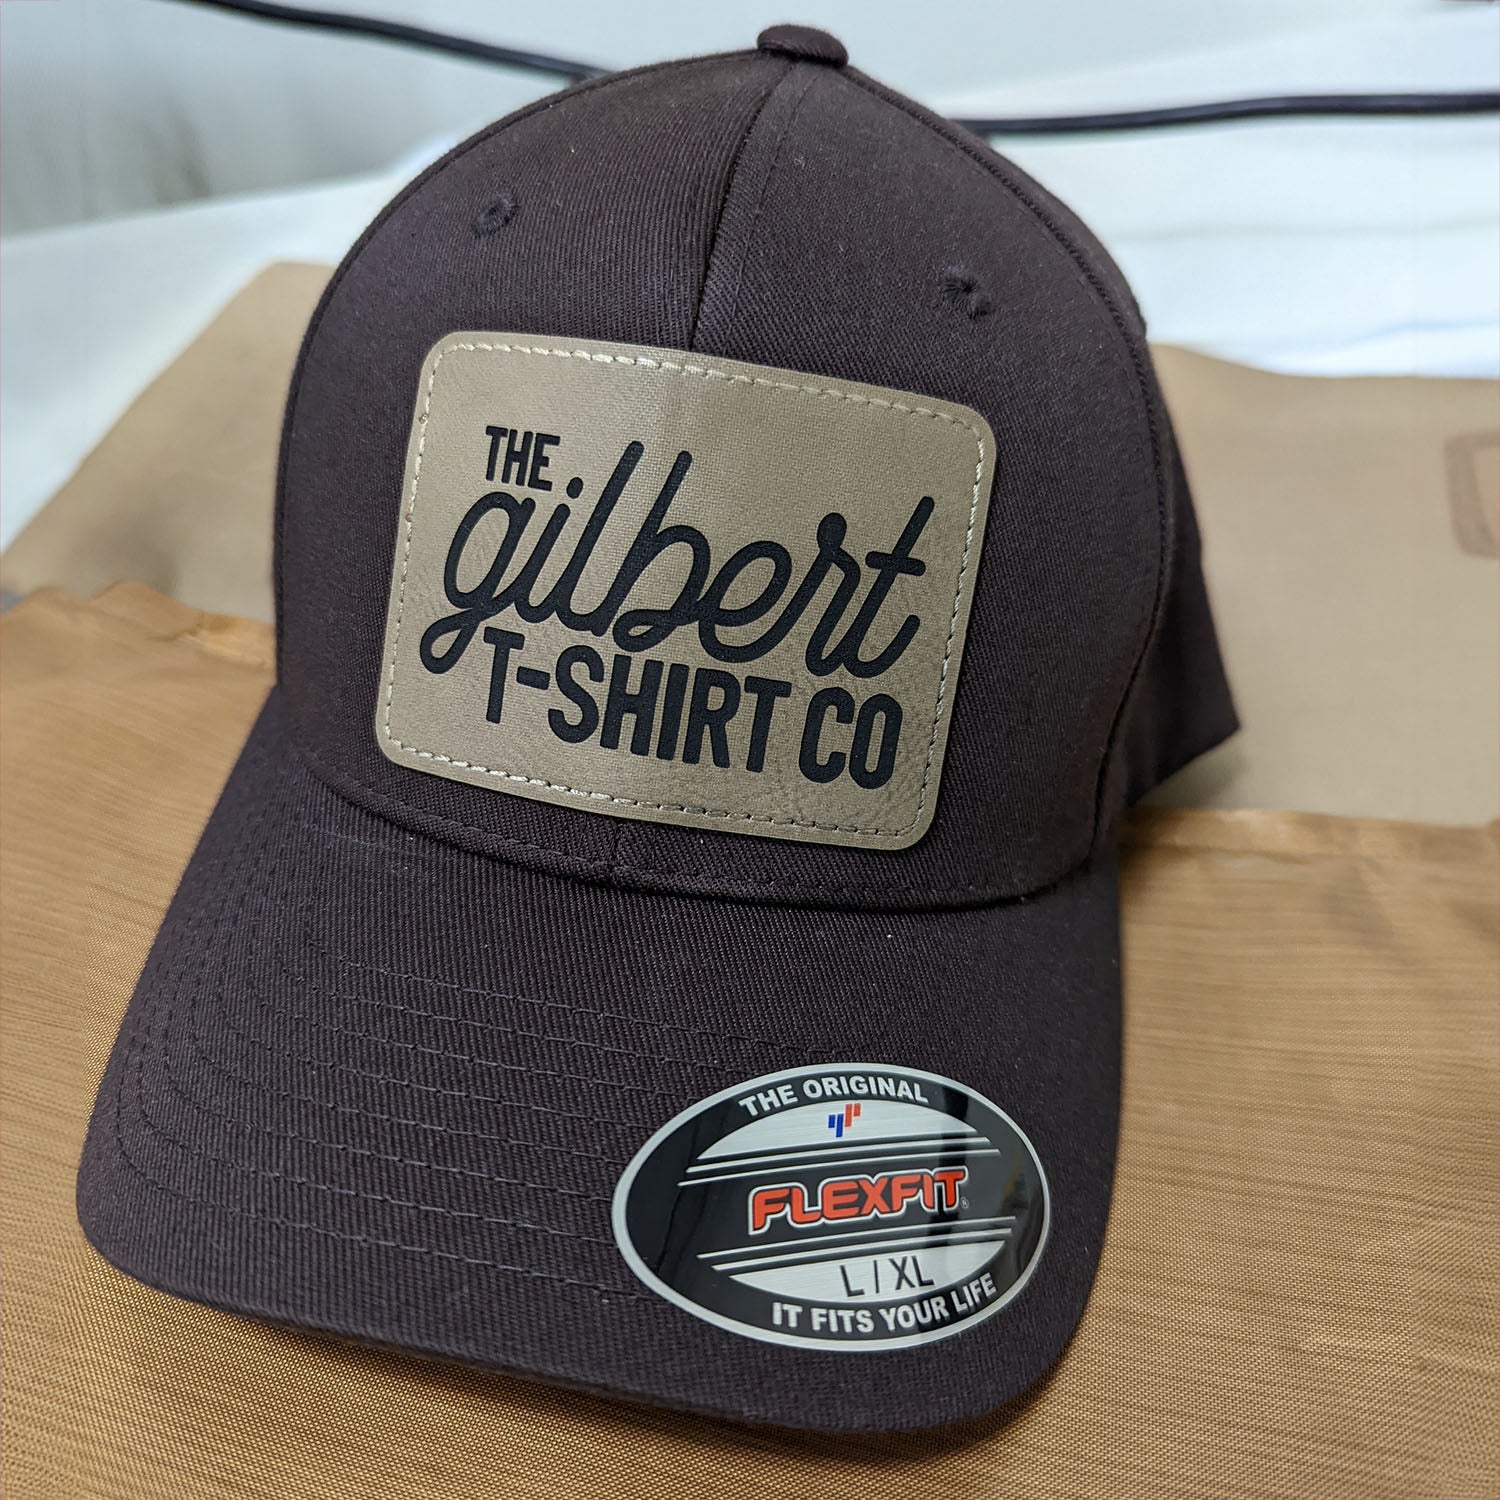 THE
gilbert
T-SHIRT CO
THE ORIGINAL
FLEXFIT®
L / XL
IT FITS YOUR LIFE